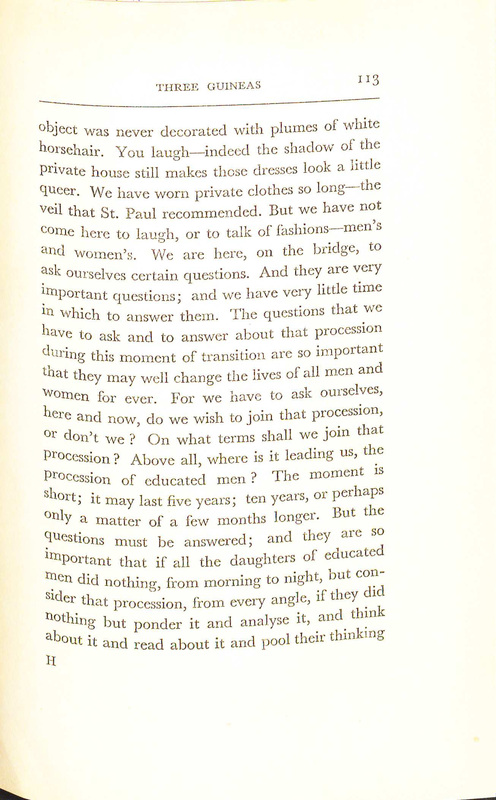 THREE GUINEAS 113
object was never decorated with plumes of white
horsehair. You laugh—indeed the shadow of the
private house still makes those dresses look a little
queer. We have worn private clothes so long—the
veil that St. Paul recommended. But we have not
come here to laugh, or to talk of fashions—men's
and women's. We are here, on the bridge, to
ask ourselves certain questions. And they are very
important questions; and we have very little time
in which to answer them. The questions that we
have to ask and to answer about that procession
during this moment of transition are so important
that they may well change the lives of all men and
women for ever. For we have to ask ourselves,
here and now, do we wish to join that procession,
or don't we? On what terms shall we join that
procession? Above all, where is it leading us, the
procession of educated men? The moment is
short; it may last five years; ten years, or perhaps
only a matter of a few months longer. But the
questions must be answered; and they are so
important that if all the daughters of educated
men did nothing, from morning to night, but con-
sider that procession, from every angle, if they did
nothing but ponder it and analyse it, and think
about it and read about it and pool their thinking
H